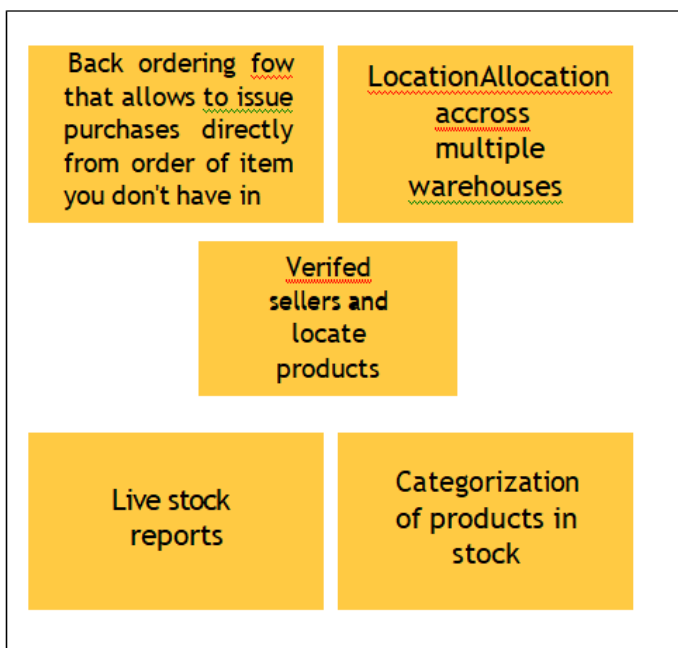 Back ordering fow
that allows to issue
purchases directly
from order of item
you don't have in
LocationAllocation
accross
multiple
warehouses
Verifed
sellers and
locate
products
Live stock
reports
Categorization
of products in
stock